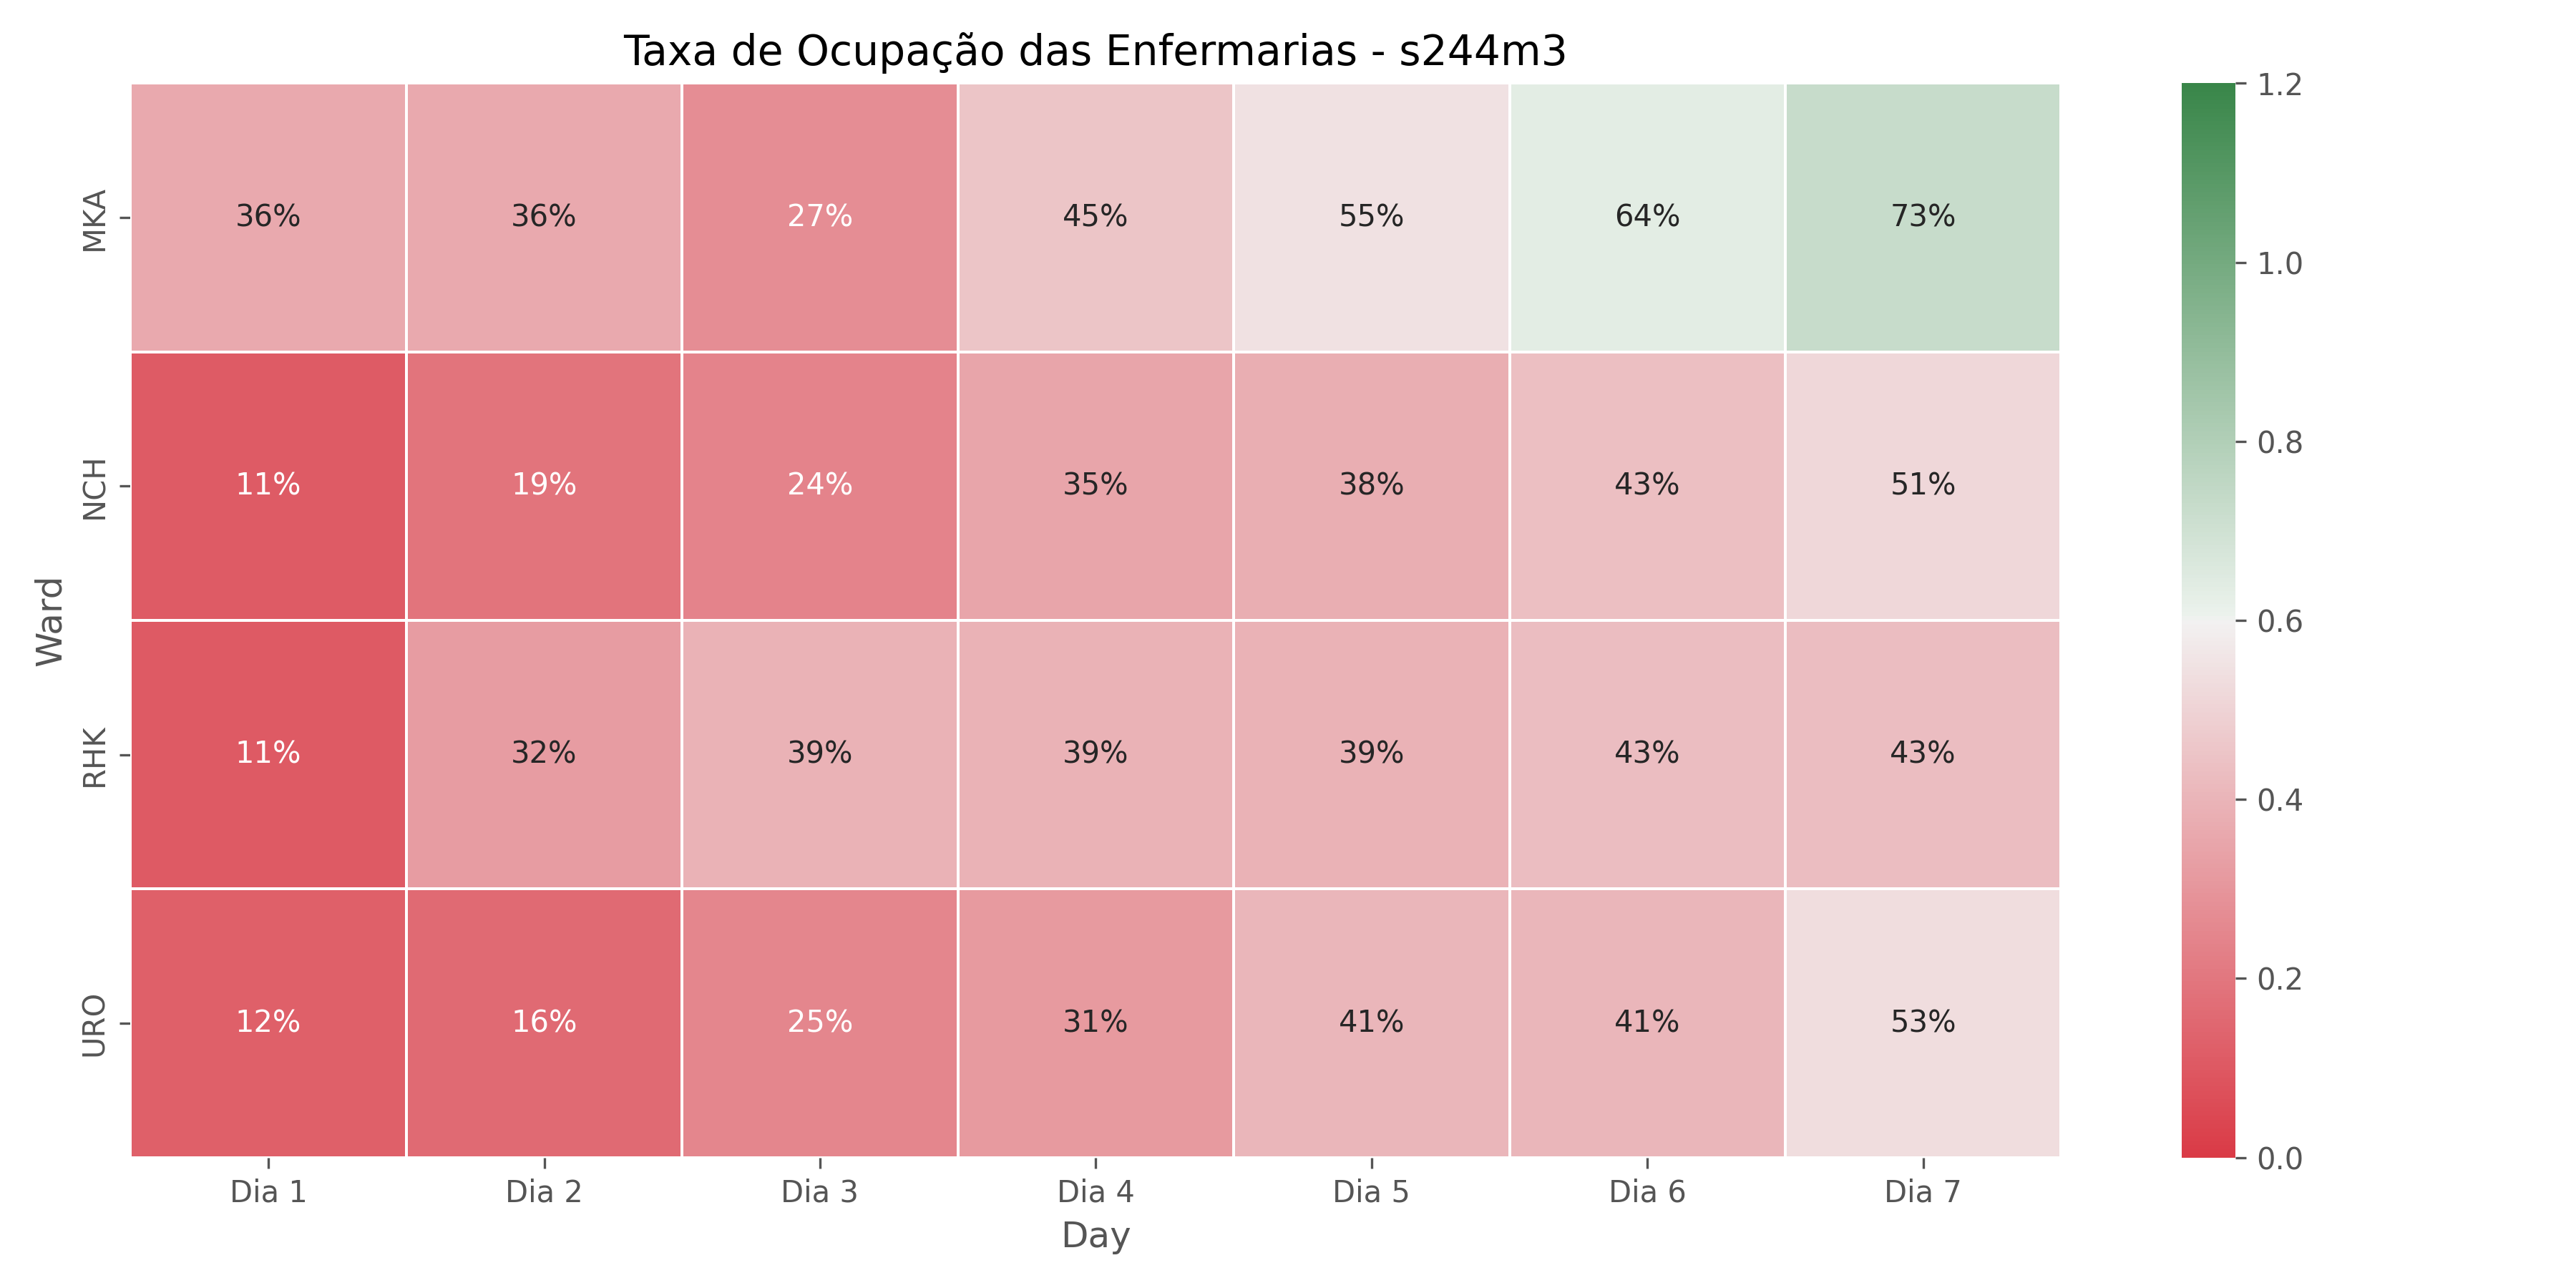 Taxa de Ocupação das Enfermarias - s244m3
Ward
MKA
36% 36% 27% 45% 55% 64% 73%
NCH
11% 19% 24% 35% 38% 43% 51%
RHK
11% 32% 39% 39% 39% 43% 43%
URO
12% 16% 25% 31% 41% 41% 53%
Dia 1 Dia 2 Dia 3 Dia 4 Dia 5 Dia 6 Dia 7
Day
1.2
1.0
0.8
0.6
0.4
0.2
0.0